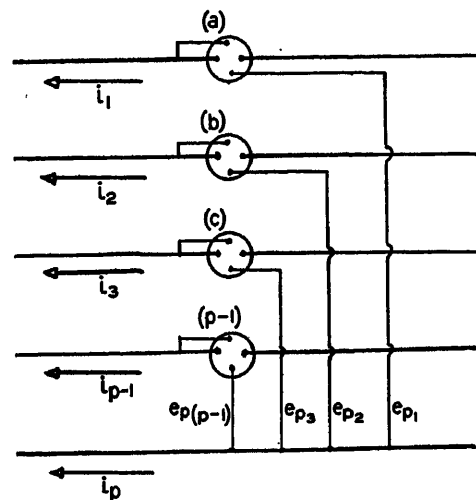 (a)
i₁
(b)
i₂
(c)
i₃
(p-1)
iₚ₋₁
eₚ(ₚ₋₁) eₚ₃ eₚ₂ eₚ₁
iₚ